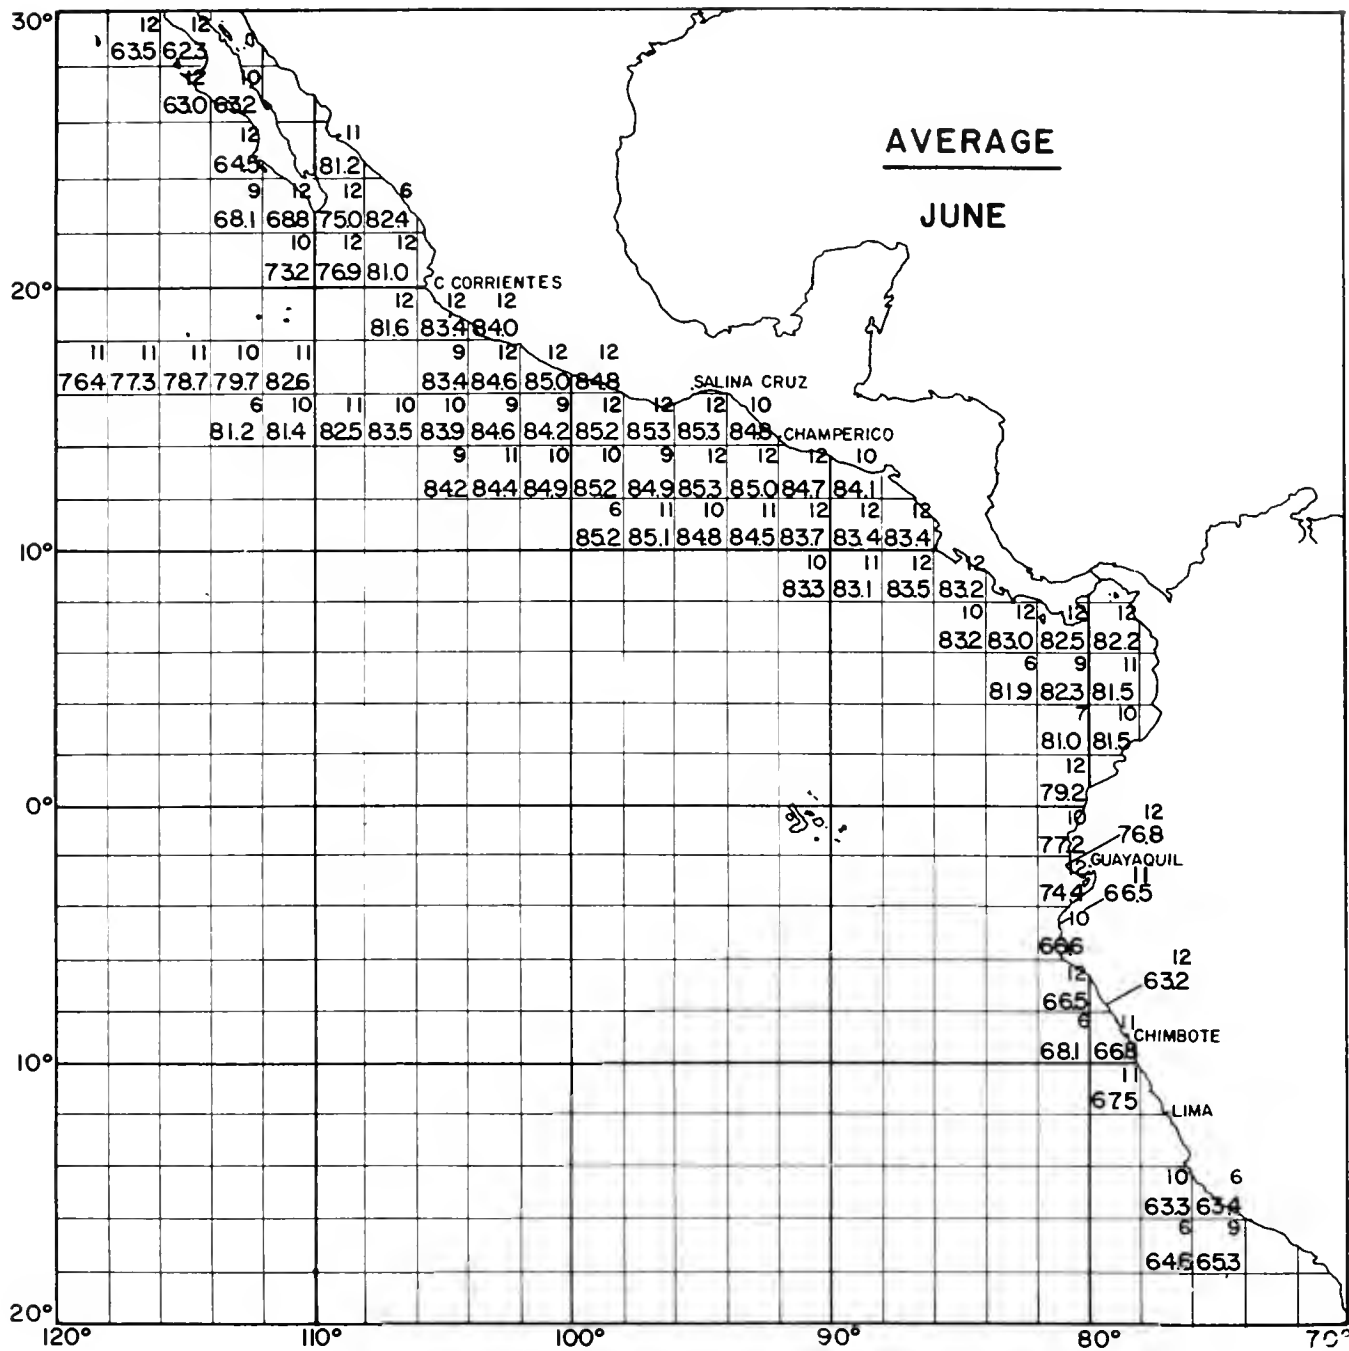 30°
12 12
63.5 62.3
12 10
63.0 63.2
AVERAGE
12 11
64.5 81.2
9 12 12 6
68.1 68.8 75.0 82.4
JUNE
10 12 12
73.2 76.9 81.0
20°
C CORRIENTES
12 12 12
81.6 83.4 84.0
11 11 11 10 11 9 12 12 12
76.4 77.3 78.7 79.7 82.6 83.4 84.6 85.0 84.8
SALINA CRUZ
6 10 11 10 10 9 9 12 12 12 10
81.2 81.4 82.5 83.5 83.9 84.6 84.2 85.2 85.3 85.3 84.8
CHAMPERICO
9 11 10 10 9 12 12 12 10
84.2 84.4 84.9 85.2 84.9 85.3 85.0 84.7 84.1
6 11 10 11 12 12 12
85.2 85.1 84.8 84.5 83.7 83.4 83.4
10°
10 11 12 12
83.3 83.1 83.5 83.2
10 12 12 12
83.2 83.0 82.5 82.2
6 9 11
81.9 82.3 81.5
7 10
81.0 81.5
12
79.2
0°
10 12
77.2 76.8
12 GUAYAQUIL
11
74.4 66.5
10
66.6
12
12 63.2
66.5
6 11
CHIMBOTE
68.1 66.8
10°
11
67.5
LIMA
10 6
63.3 63.4
6 9
64.6 65.3
20°
120° 110° 100° 90° 80° 70°